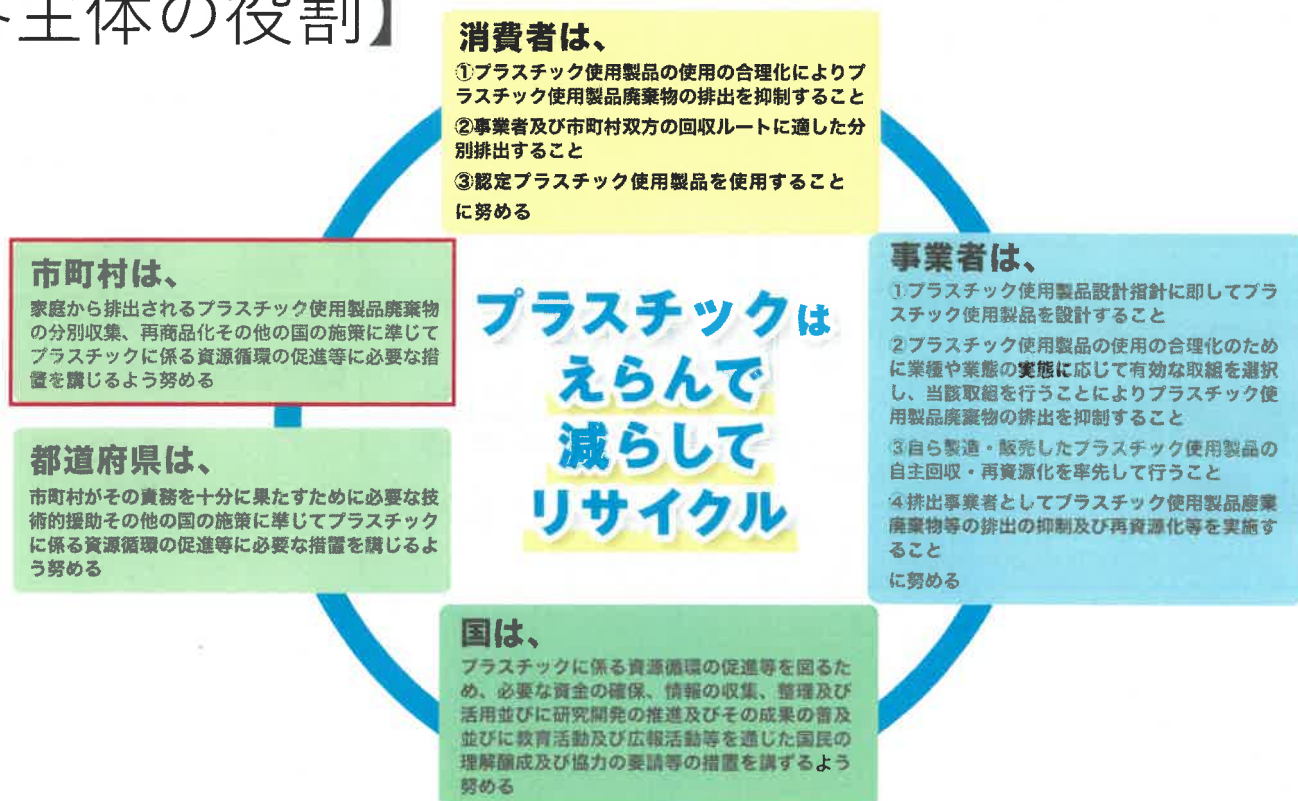 主体の役割】
消費者は、
①プラスチック使用製品の使用の合理化によりプ
ラスチック使用製品廃棄物の排出を抑制すること
②事業者及び市町村双方の回収ルートに適した分
別排出すること
③認定プラスチック使用製品を使用すること
に努める
市町村は、
家庭から排出されるプラスチック使用製品廃棄物
の分別収集、再商品化その他の国の施策に準じて
プラスチックに係る資源循環の促進等に必要な措
置を講じるよう努める
都道府県は、
市町村がその責務を十分に果たすために必要な技
術的援助その他の国の施策に準じてプラスチック
に係る資源循環の促進等に必要な措置を講じるよ
う努める
プラスチックは
えらんで
減らして
リサイクル
事業者は、
①プラスチック使用製品設計指針に即してプラ
スチック使用製品を設計すること
②プラスチック使用製品の使用の合理化のため
に業種や業態の実態に応じて有効な取組を選択
し、当該取組を行うことによりプラスチック使
用製品廃棄物の排出を抑制すること
③自ら製造・販売したプラスチック使用製品の
自主回収・再資源化を率先して行うこと
④排出事業者としてプラスチック使用製品産業
廃棄物等の排出の抑制及び再資源化等を実施す
ること
に努める
国は、
プラスチックに係る資源循環の促進等を図るた
め、必要な資金の確保、情報の収集、整理及び
活用並びに研究開発の推進及びその成果の普及
並びに教育活動及び広報活動等を通じた国民の
理解醸成及び協力の要請等の措置を講ずるよう
努める